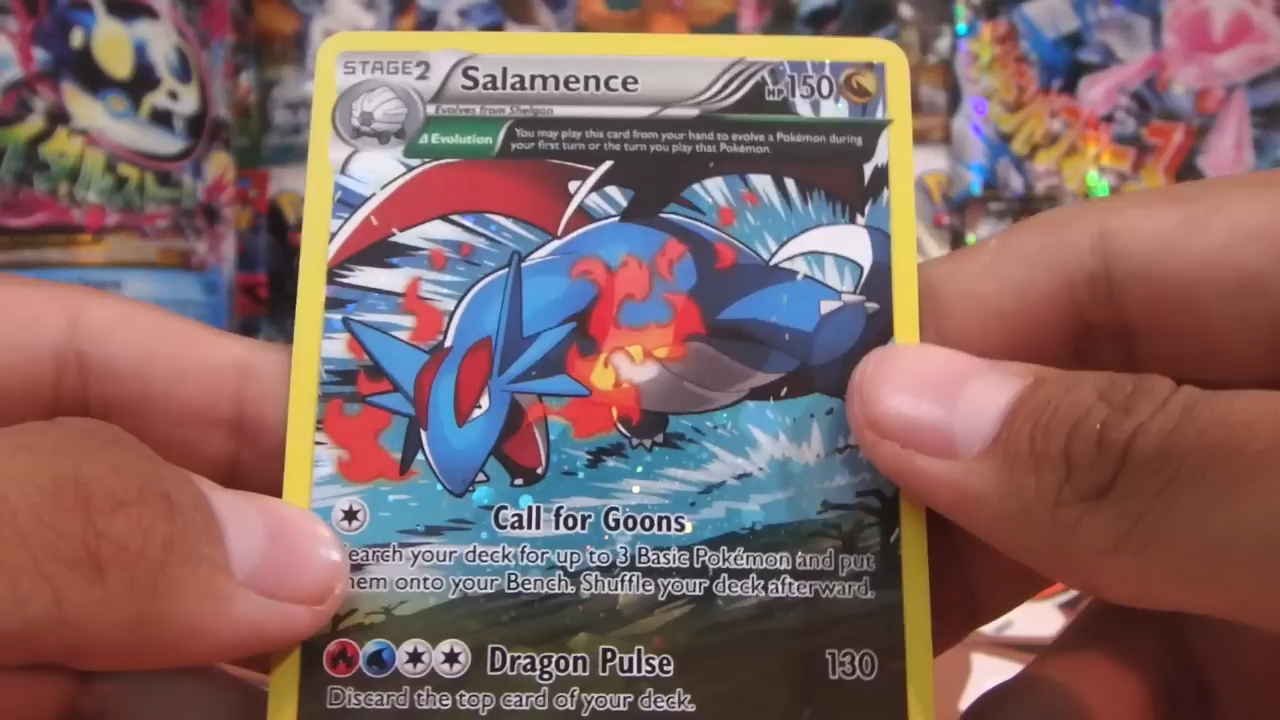 STAGE2 Salamence HP150
Evolves from Shelgon
Δ Evolution You may play this card from your hand to evolve a Pokémon during
your first turn or the turn you play that Pokémon.
Call for Goons
earch your deck for up to 3 Basic Pokémon and put
hem onto your Bench. Shuffle your deck afterward.
Dragon Pulse 130
Discard the top card of your deck.